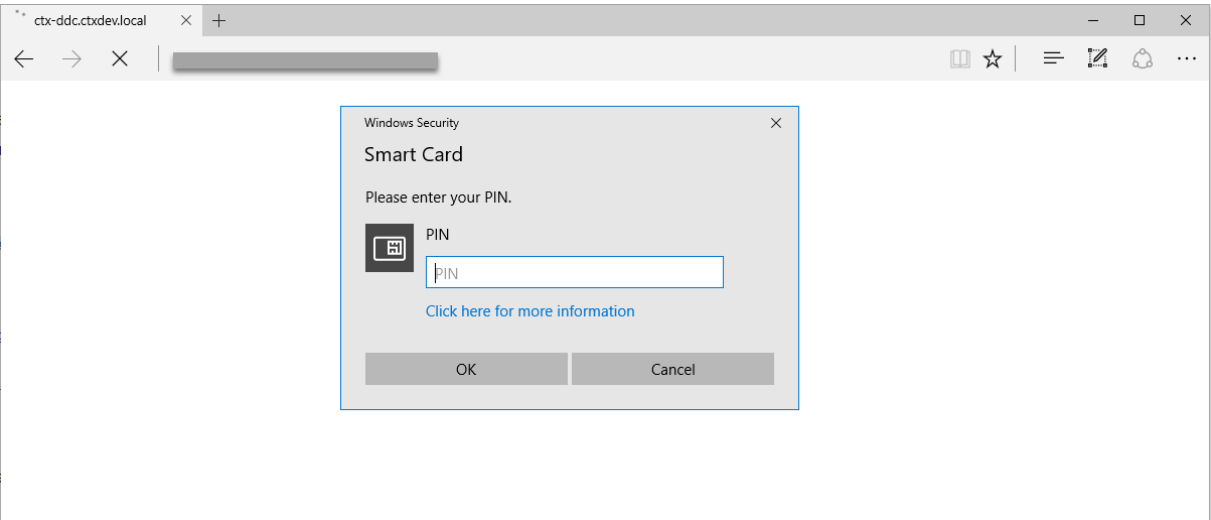 ctx-ddc.ctxdev.local
Windows Security
Smart Card
Please enter your PIN.
PIN
PIN
Click here for more information
OK Cancel